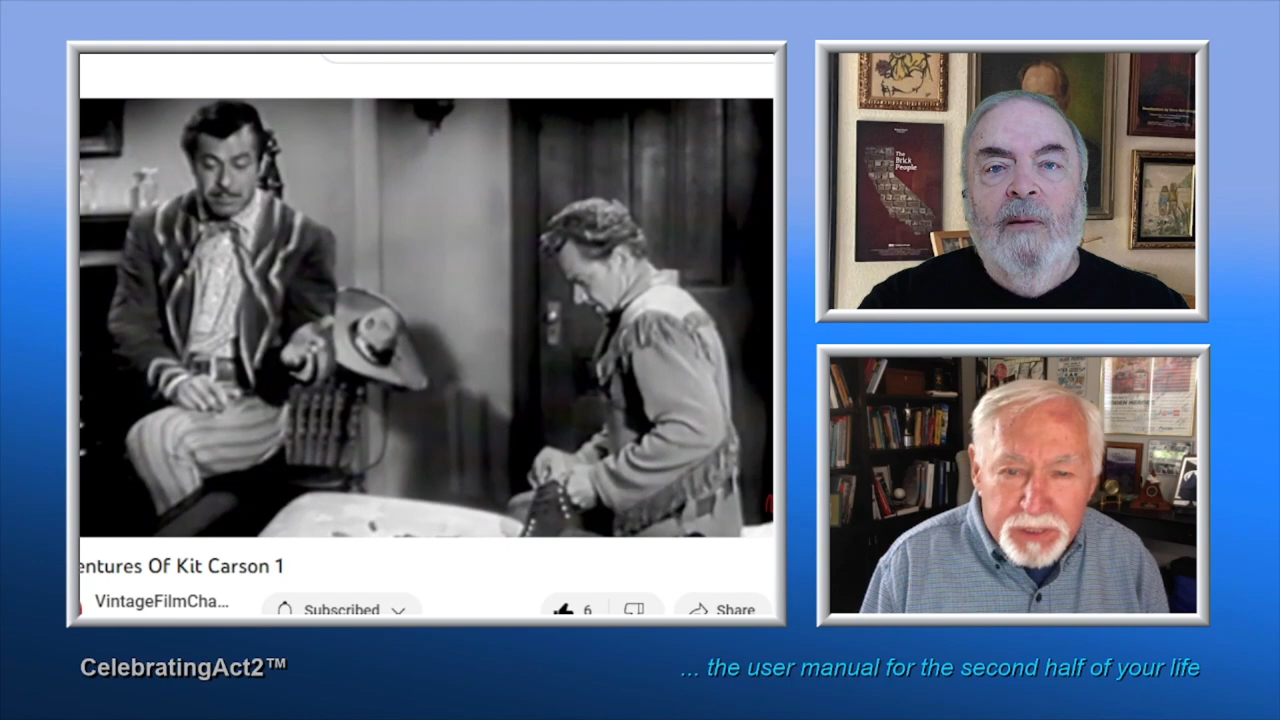 entures Of Kit Carson 1
VintageFilmCha...
Subscribed
6
Share
The
Brick
People
CelebratingAct2™
... the user manual for the second half of your life